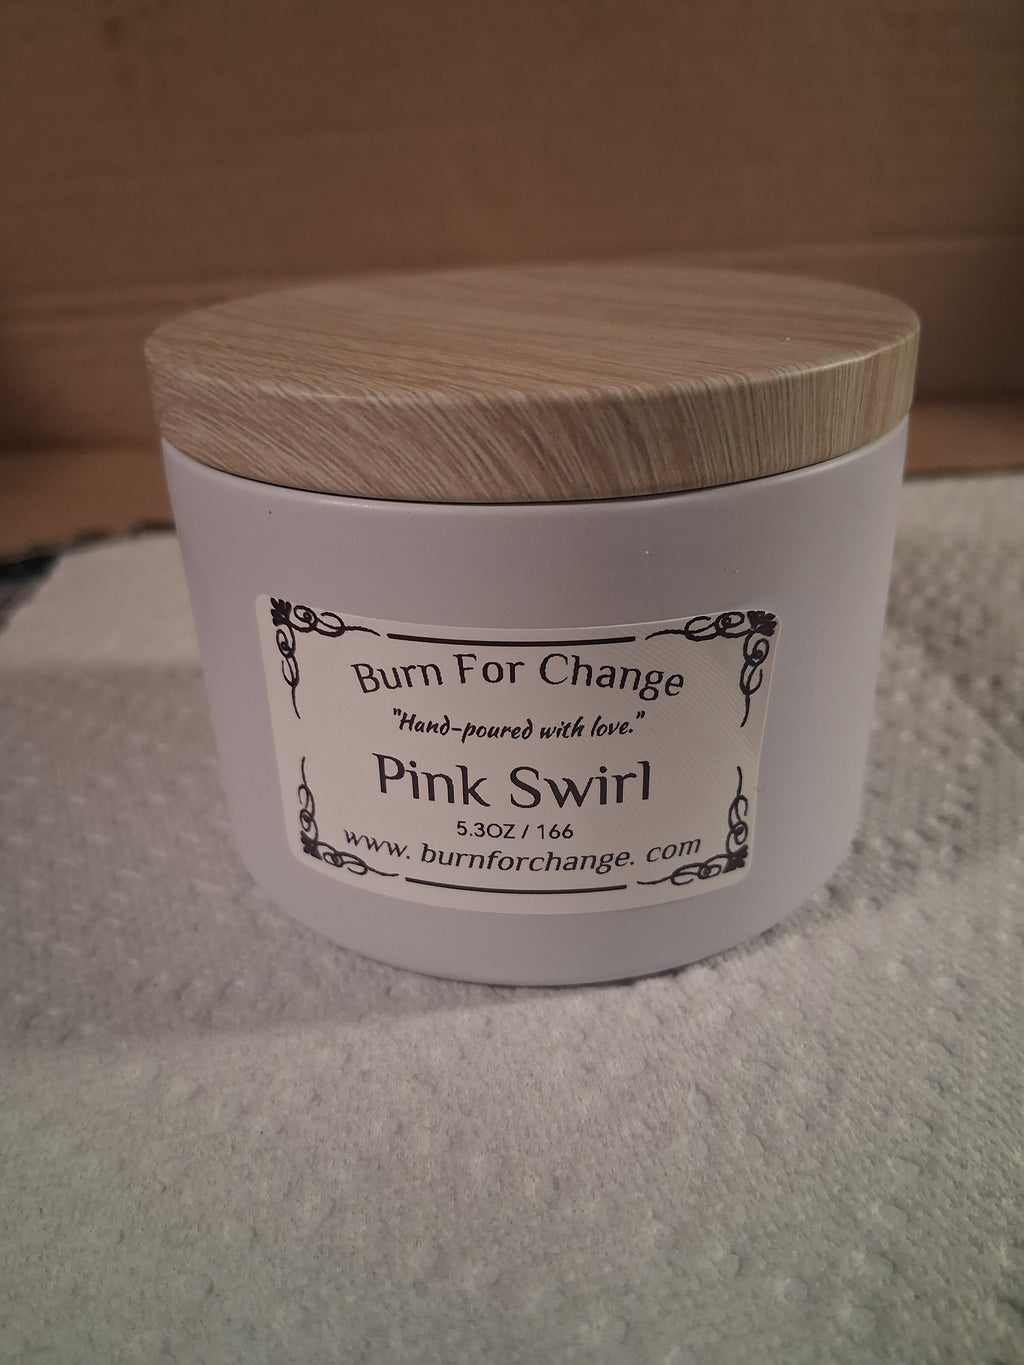 Burn For Change
"Hand-poured with love."
Pink Swirl
5.3OZ / 166
www. burnforchange. com